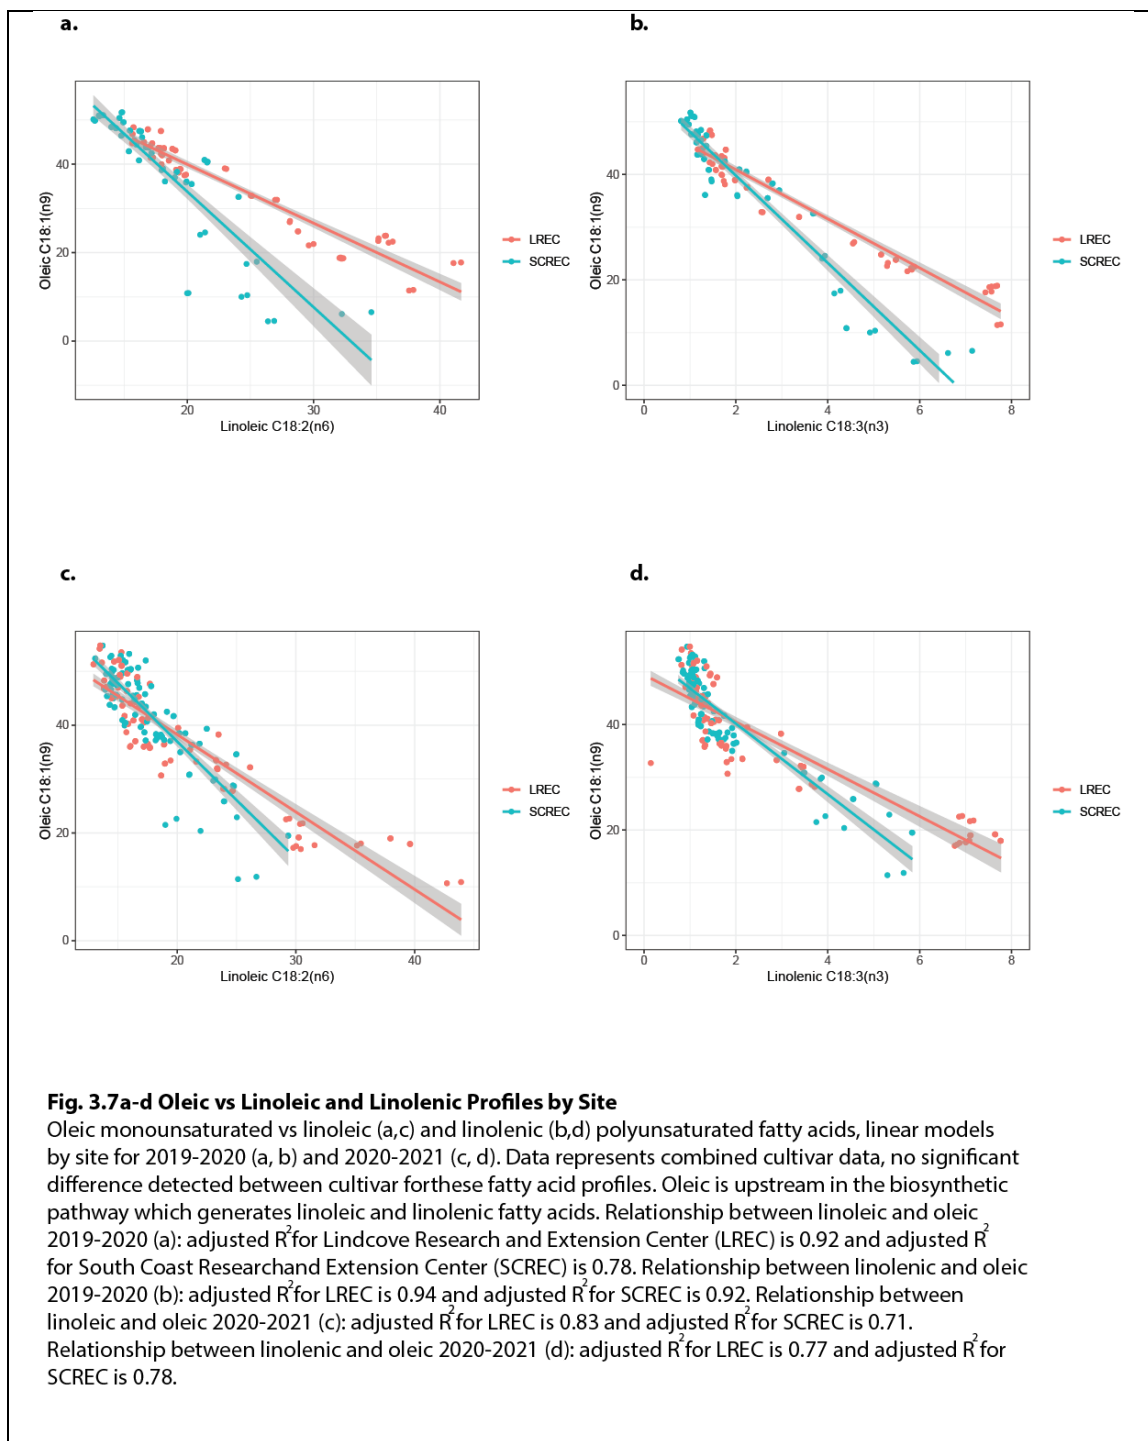 a.
b.
Oleic C18:1(n9)
40
20
0
20
30
40
Linoleic C18:2(n6)
LREC
SCREC
Oleic C18:1(n9)
40
20
0
0
2
4
6
8
Linolenic C18:3(n3)
LREC
SCREC
c.
d.
Oleic C18:1(n9)
40
20
0
20
30
40
Linoleic C18:2(n6)
LREC
SCREC
Oleic C18:1(n9)
40
20
0
0
2
4
6
8
Linolenic C18:3(n3)
LREC
SCREC
Fig. 3.7a-d Oleic vs Linoleic and Linolenic Profiles by Site
Oleic monounsaturated vs linoleic (a,c) and linolenic (b,d) polyunsaturated fatty acids, linear models
by site for 2019-2020 (a, b) and 2020-2021 (c, d). Data represents combined cultivar data, no significant
difference detected between cultivar forthese fatty acid profiles. Oleic is upstream in the biosynthetic
pathway which generates linoleic and linolenic fatty acids. Relationship between linoleic and oleic
2019-2020 (a): adjusted R² for Lindcove Research and Extension Center (LREC) is 0.92 and adjusted R²
for South Coast Researchand Extension Center (SCREC) is 0.78. Relationship between linolenic and oleic
2019-2020 (b): adjusted R² for LREC is 0.94 and adjusted R² for SCREC is 0.92. Relationship between
linoleic and oleic 2020-2021 (c): adjusted R² for LREC is 0.83 and adjusted R² for SCREC is 0.71.
Relationship between linolenic and oleic 2020-2021 (d): adjusted R² for LREC is 0.77 and adjusted R² for
SCREC is 0.78.